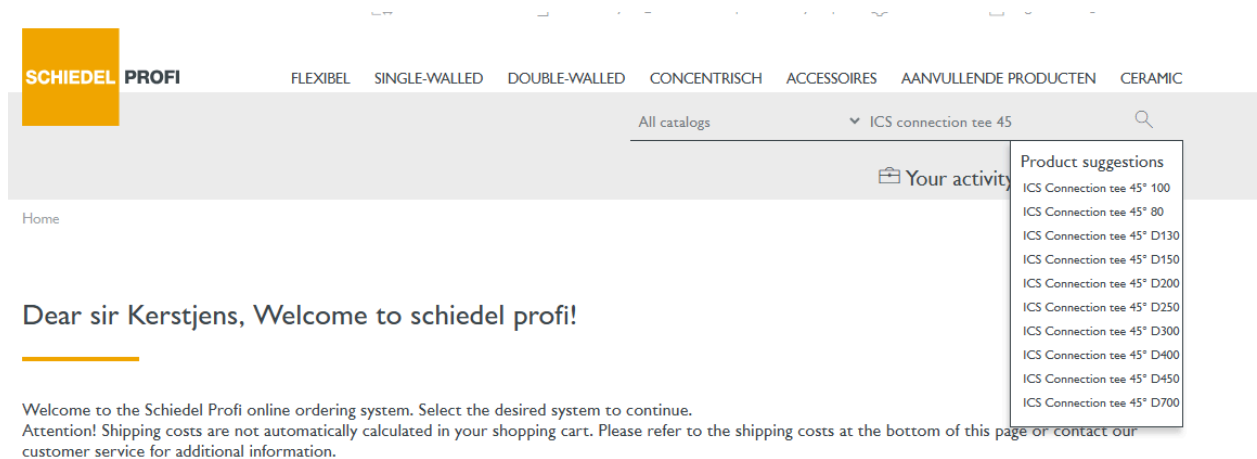 SCHIEDEL PROFI
FLEXIBEL SINGLE-WALLED DOUBLE-WALLED CONCENTRISCH ACCESSOIRES AANVULLENDE PRODUCTEN CERAMIC
All catalogs ICS connection tee 45
Your activity
Product suggestions
ICS Connection tee 45° 100
ICS Connection tee 45° 80
ICS Connection tee 45° D130
ICS Connection tee 45° D150
ICS Connection tee 45° D200
ICS Connection tee 45° D250
ICS Connection tee 45° D300
ICS Connection tee 45° D400
ICS Connection tee 45° D450
ICS Connection tee 45° D700
Home
Dear sir Kerstjens, Welcome to schiedel profi!
Welcome to the Schiedel Profi online ordering system. Select the desired system to continue.
Attention! Shipping costs are not automatically calculated in your shopping cart. Please refer to the shipping costs at the bottom of this page or contact our
customer service for additional information.